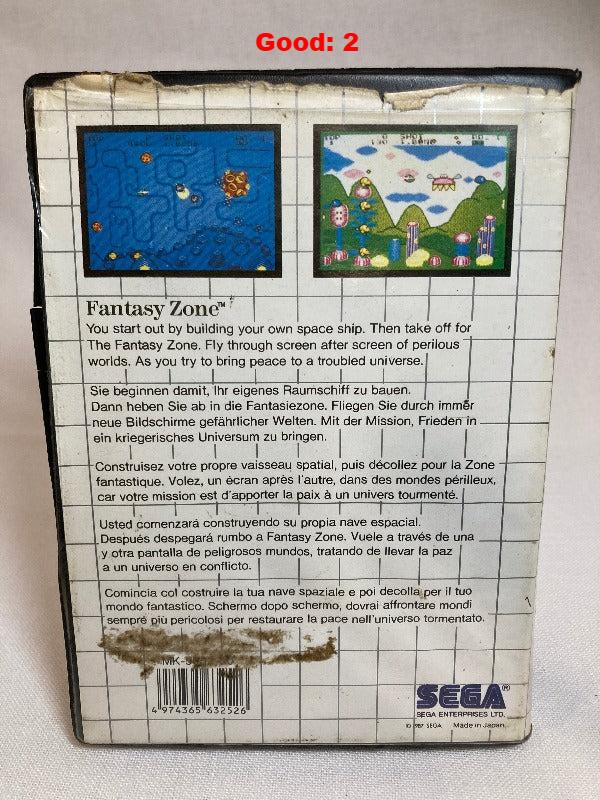 Good: 2
Fantasy Zone™
You start out by building your own space ship. Then take off for
The Fantasy Zone. Fly through screen after screen of perilous
worlds. As you try to bring peace to a troubled universe.
Sie beginnen damit, Ihr eigenes Raumschiff zu bauen.
Dann heben Sie ab in die Fantasiezone. Fliegen Sie durch immer
neue Bildschirme gefährlicher Welten. Mit der Mission, Frieden in
ein kriegerisches Universum zu bringen.
Construisez votre propre vaisseau spatial, puis décollez pour la Zone
fantastique. Volez, un écran après l'autre, dans des mondes périlleux,
car votre mission est d'apporter la paix à un univers tourmenté.
Usted comenzará construyendo su propia nave espacial.
Después despegará rumbo a Fantasy Zone. Vuele a través de una
y otra pantalla de peligrosos mundos, tratando de llevar la paz
a un universo en conflicto.
Comincia col costruire la tua nave spaziale e poi decolla per il tuo
mondo fantastico. Schermo dopo schermo, dovrai affrontare mondi
sempre più pericolosi per restaurare la pace nell'universo tormentato.
4 974365 632526
SEGA®
SEGA ENTERPRISES LTD.
© 1987 SEGA Made in Japan